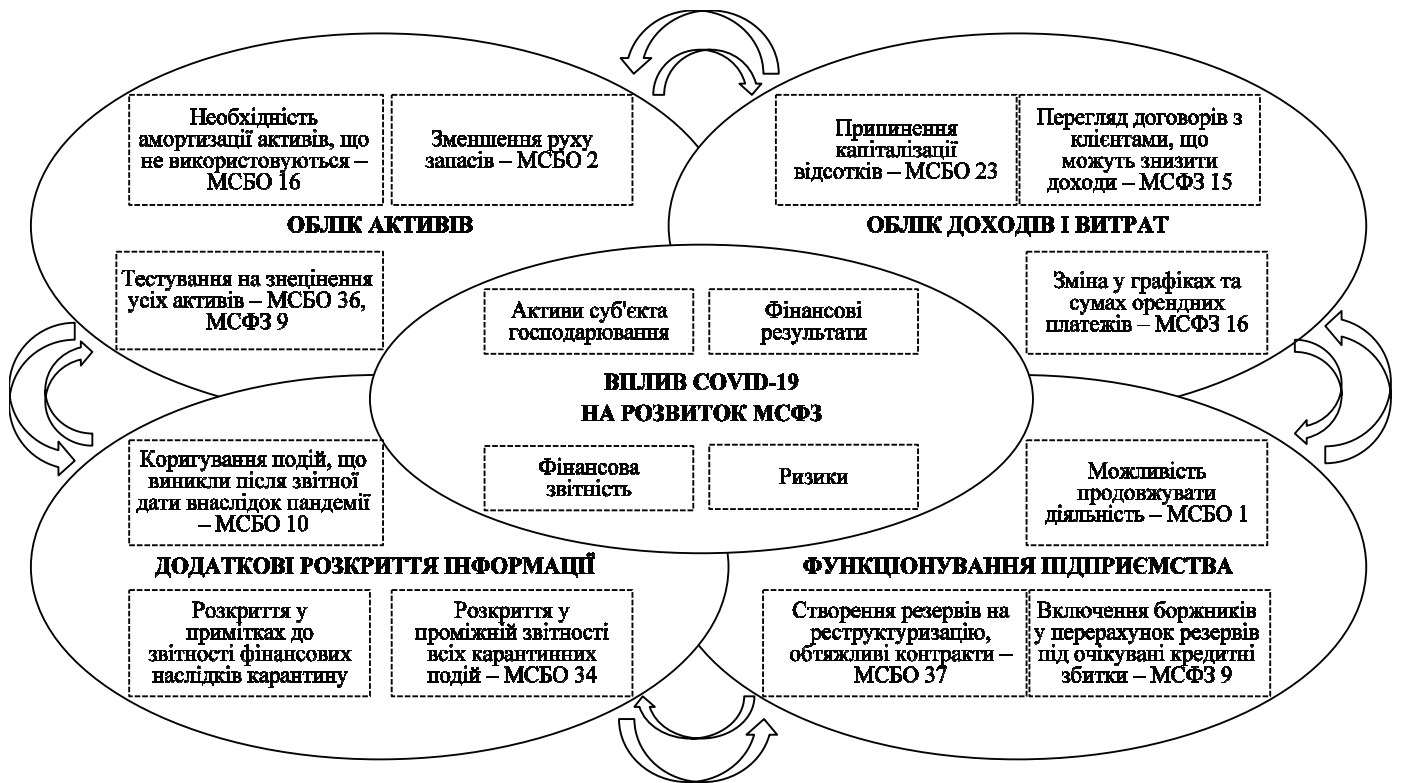 Необхідність
амортизації активів, що
не використовуються –
МСБО 16
Зменшення руху
запасів – МСБО 2
ОБЛІК АКТИВІВ
Тестування на знецінення
усіх активів – МСБО 36,
МСФЗ 9
Припинення
капіталізації
відсотків – МСБО 23
Перегляд договорів з
клієнтами, що
можуть знизити
доходи – МСФЗ 15
ОБЛІК ДОХОДІВ І ВИТРАТ
Зміна у графіках та
сумах орендних
платежів – МСФЗ 16
Активи суб'єкта
господарювання
Фінансові
результати
ВПЛИВ COVID-19
НА РОЗВИТОК МСФЗ
Фінансова
звітність
Ризики
Коригування подій, що
виникли після звітної
дати внаслідок пандемії
– МСБО 10
ДОДАТКОВІ РОЗКРИТТЯ ІНФОРМАЦІЇ
Розкриття у
примітках до
звітності фінансових
наслідків карантину
Розкриття у
проміжній звітності
всіх карантинних
подій – МСБО 34
Можливість
продовжувати
діяльність – МСБО 1
ФУНКЦІОНУВАННЯ ПІДПРИЄМСТВА
Створення резервів на
реструктуризацію,
обтяжливі контракти –
МСБО 37
Включення боржників
у перерахунок резервів
під очікувані кредитні
збитки – МСФЗ 9